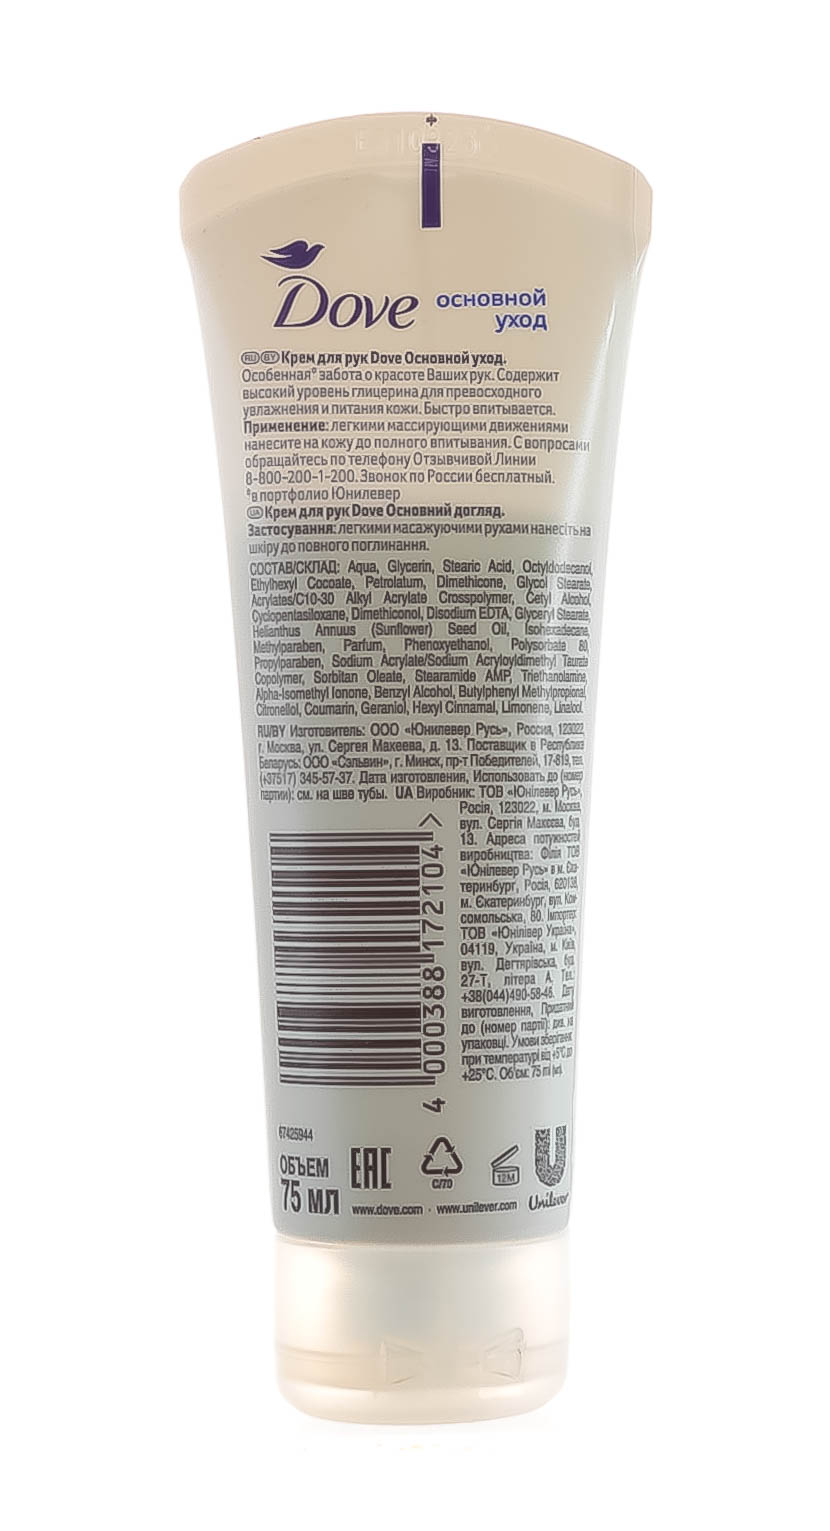 Dove
ОСНОВНОЙ
УХОД
RU BY Крем для рук Dove Основной уход.
Особенная° забота о красоте Ваших рук. Содержит
высокий уровень глицерина для превосходного
увлажнения и питания кожи. Быстро впитывается.
Применение: легкими массирующими движениями
нанесите на кожу до полного впитывания. С вопросами
обращайтесь по телефону Отзывчивой Линии
8-800-200-1-200. Звонок по России бесплатный.
°в портфолио Юнилевер
UA Крем для рук Dove Основний догляд.
Застосування: легкими масажуючими рухами нанесіть на
шкіру до повного поглинання.
СОСТАВ/СКЛАД: Aqua, Glycerin, Stearic Acid, Octyldodecanol,
Ethylhexyl Cocoate, Petrolatum, Dimethicone, Glycol Stearate,
Acrylates/C10-30 Alkyl Acrylate Crosspolymer, Cetyl Alcohol,
Cyclopentasiloxane, Dimethiconol, Disodium EDTA, Glyceryl Stearate,
Helianthus Annuus (Sunflower) Seed Oil, Isohexadecane,
Methylparaben, Parfum, Phenoxyethanol, Polysorbate 80,
Propylparaben, Sodium Acrylate/Sodium Acryloyldimethyl Taurate
Copolymer, Sorbitan Oleate, Stearamide AMP, Triethanolamine,
Alpha-Isomethyl Ionone, Benzyl Alcohol, Butylphenyl Methylpropional,
Citronellol, Coumarin, Geraniol, Hexyl Cinnamal, Limonene, Linalool.
RU/BY Изготовитель: ООО «Юнилевер Русь», Россия, 123022,
г. Москва, ул. Сергея Макеева, д. 13. Поставщик в Республике
Беларусь: ООО «Сэльвин», г. Минск, пр-т Победителей, 17-819, тел.
(+37517) 345-57-37. Дата изготовления, Использовать до (номер
партии): см. на шве тубы. UA Виробник: ТОВ «Юнілевер Русь»,
Росія, 123022, м. Москва,
вул. Сергія Макєєва, буд.
13. Адреса потужностей
виробництва: Філія ТОВ
«Юнілевер Русь» в м. Єка-
теринбург, Росія, 620138,
м. Єкатеринбург, вул. Ком-
сомольська, 80. Імпортер:
ТОВ «Юнілівер Україна»,
04119, Україна, м. Київ,
вул. Дегтярівська, буд.
27-Т, літера А. Тел.:
+38(044)490-58-46. Дату
виготовлення, Придатний
до (номер партії): див. на
упаковці. Умови зберігання:
при температурі від +5°C до
+25°C. Об'єм: 75 ml (мл).
4 000388 172104 >
67425944
ОБЪЕМ
75 МЛ
EAC
C/70
12M
Unilever
www.dove.com · www.unilever.com